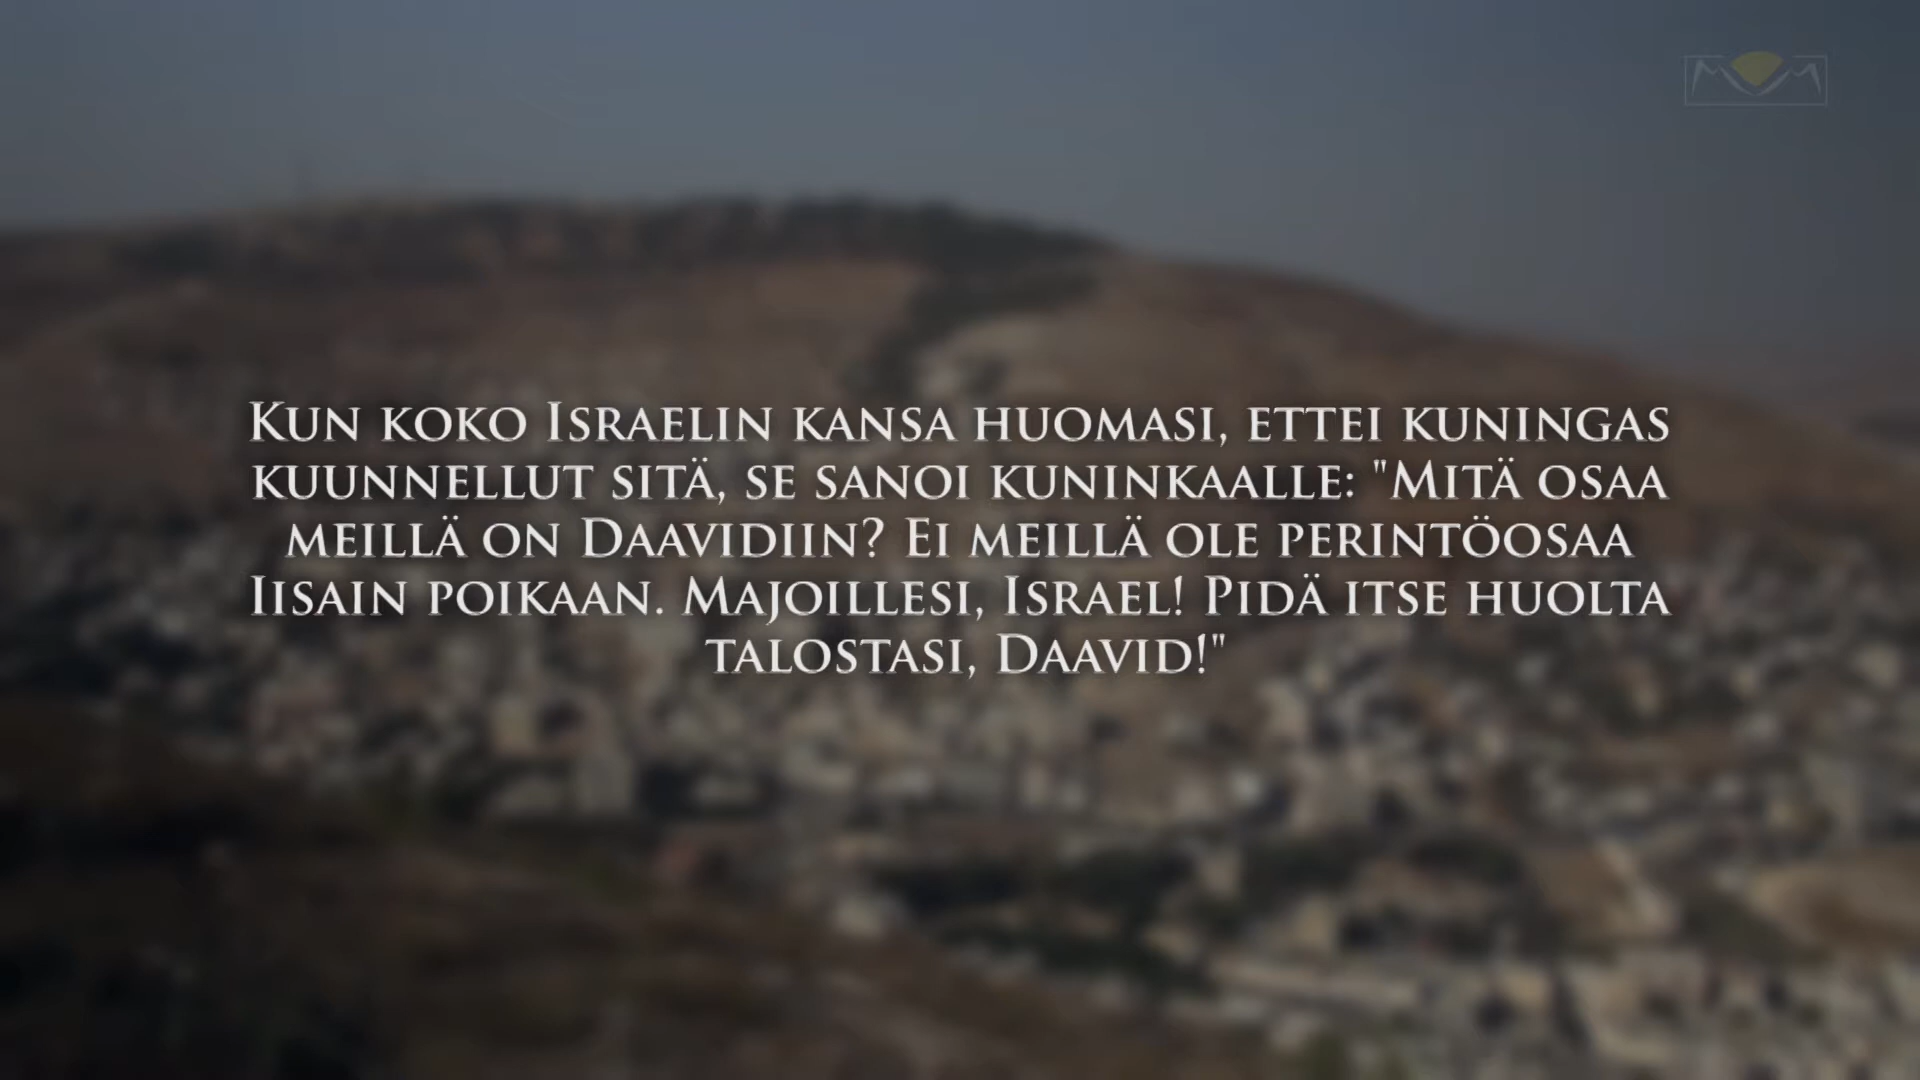 Kun koko Israelin kansa huomasi, ettei kuningas
kuunnellut sitä, se sanoi kuninkaalle: "Mitä osaa
meillä on Daavidiin? Ei meillä ole perintöosaa
Iisain poikaan. Majoillesi, Israel! Pidä itse huolta
talostasi, Daavid!"